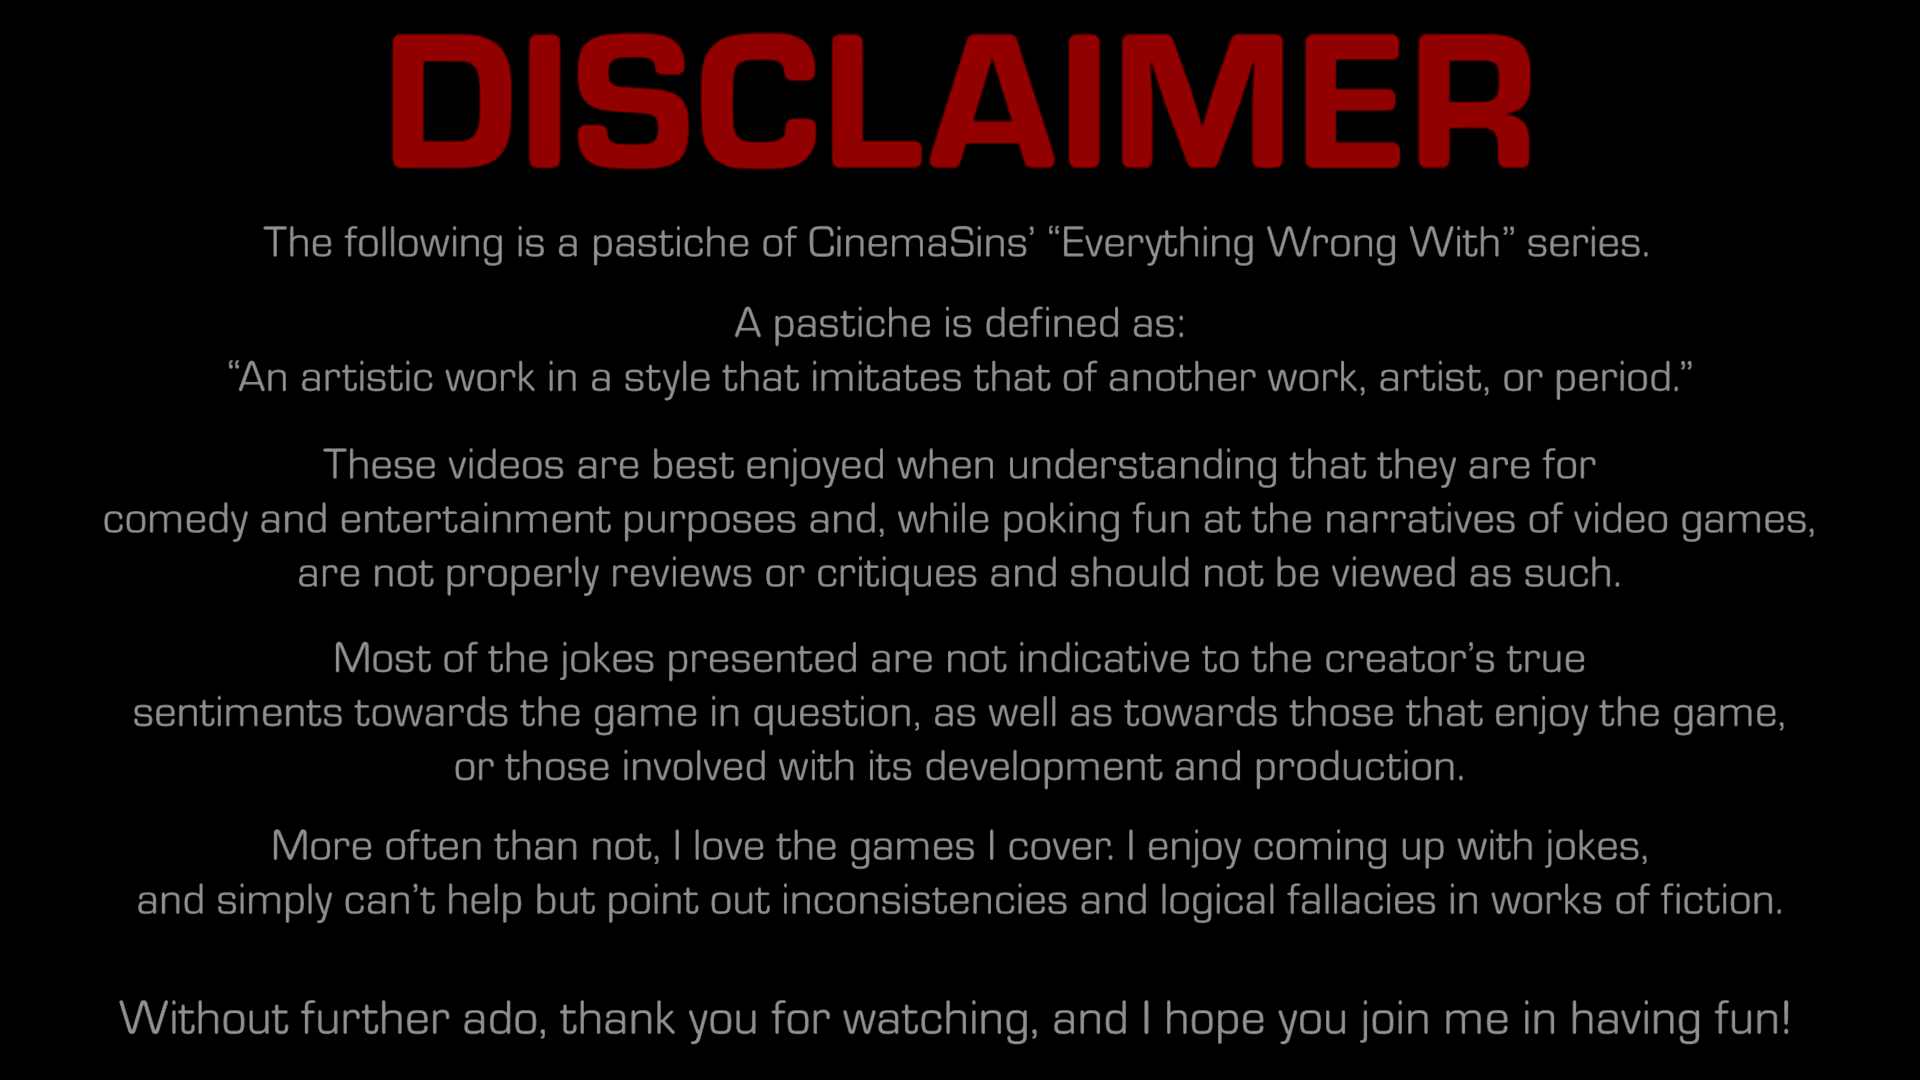 DISCLAIMER
The following is a pastiche of CinemaSins’ “Everything Wrong With” series.
A pastiche is defined as:
“An artistic work in a style that imitates that of another work, artist, or period.”
These videos are best enjoyed when understanding that they are for
comedy and entertainment purposes and, while poking fun at the narratives of video games,
are not properly reviews or critiques and should not be viewed as such.
Most of the jokes presented are not indicative to the creator’s true
sentiments towards the game in question, as well as towards those that enjoy the game,
or those involved with its development and production.
More often than not, I love the games I cover. I enjoy coming up with jokes,
and simply can’t help but point out inconsistencies and logical fallacies in works of fiction.
Without further ado, thank you for watching, and I hope you join me in having fun!